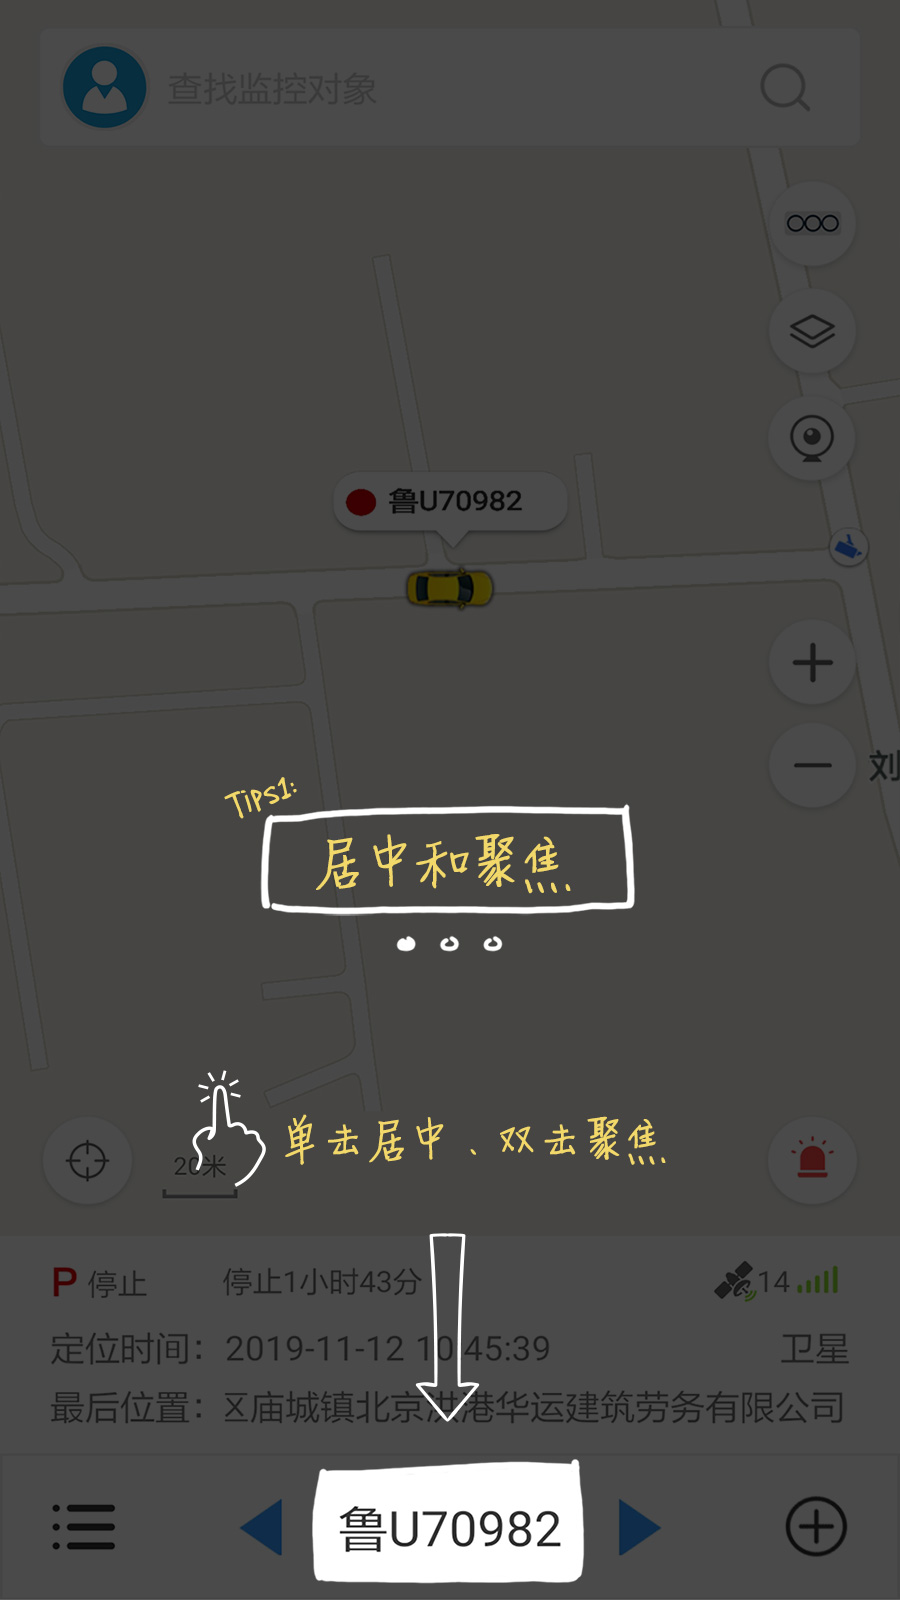 查找监控对象
鲁U70982
刘
Tips1:
居中和聚焦
单击居中、双击聚焦
20米
P 停止 停止1小时43分 14
定位时间：2019-11-12 10:45:39 卫星
最后位置：区庙城镇北京洪港华运建筑劳务有限公司
鲁U70982